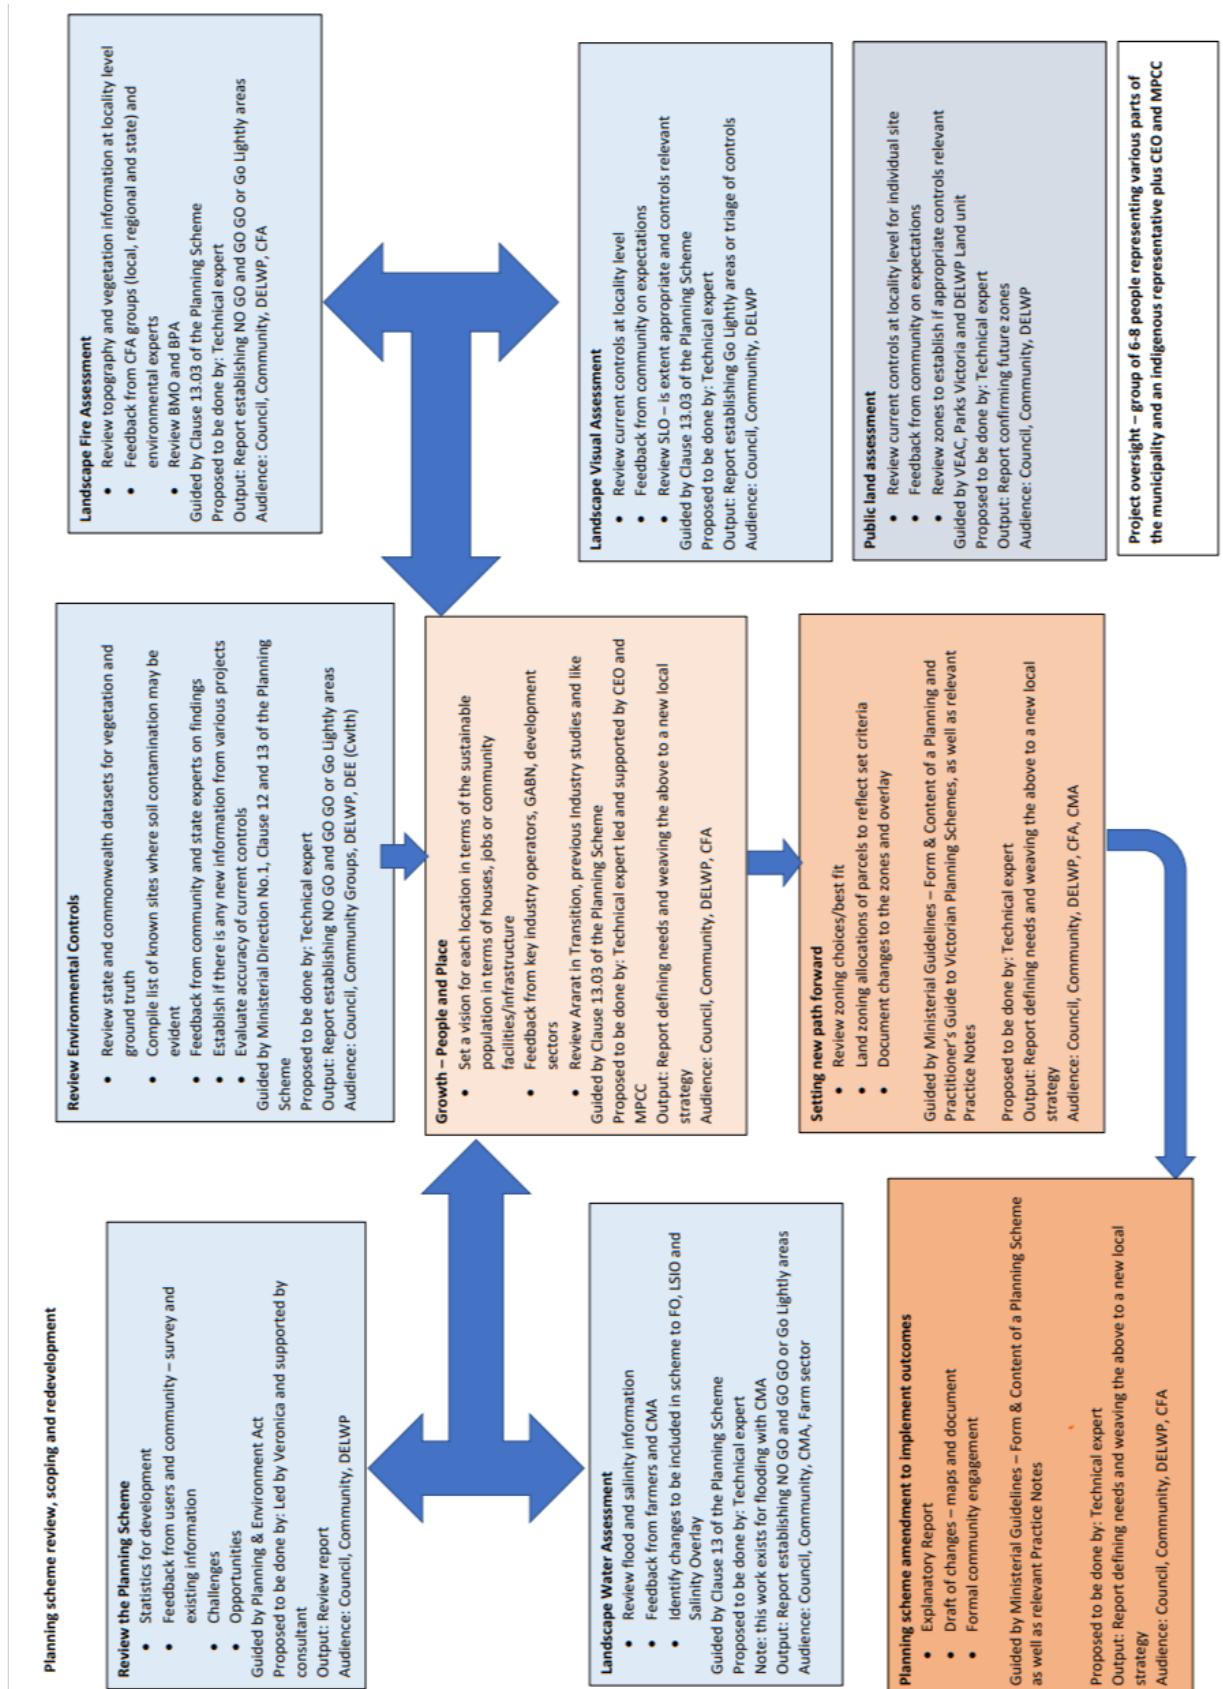 Planning scheme review, scoping and redevelopment
Review the Planning Scheme
• Statistics for development
• Feedback from users and community – survey and
existing information
• Challenges
• Opportunities
Guided by Planning & Environment Act
Proposed to be done by: Led by Veronica and supported by
consultant
Output: Review report
Audience: Council, Community, DELWP
Review Environmental Controls
• Review state and commonwealth datasets for vegetation and
ground truth
• Compile list of known sites where soil contamination may be
evident
• Feedback from community and state experts on findings
• Establish if there is any new information from various projects
• Evaluate accuracy of current controls
Guided by Ministerial Direction No.1, Clause 12 and 13 of the Planning
Scheme
Proposed to be done by: Technical expert
Output: Report establishing NO GO and GO GO or Go Lightly areas
Audience: Council, Community Groups, DELWP, DEE (Cwlth)
Landscape Fire Assessment
• Review topography and vegetation information at locality level
• Feedback from CFA groups (local, regional and state) and
environmental experts
• Review BMO and BPA
Guided by Clause 13.03 of the Planning Scheme
Proposed to be done by: Technical expert
Output: Report establishing NO GO and GO GO or Go Lightly areas
Audience: Council, Community, DELWP, CFA
Landscape Water Assessment
• Review flood and salinity information
• Feedback from farmers and CMA
• Identify changes to be included in scheme to FO, LSIO and
Salinity Overlay
Guided by Clause 13 of the Planning Scheme
Proposed to be done by: Technical expert
Note: this work exists for flooding with CMA
Output: Report establishing NO GO and GO GO or Go Lightly areas
Audience: Council, Community, CMA, Farm sector
Growth – People and Place
• Set a vision for each location in terms of the sustainable
population in terms of houses, jobs or community
facilities/infrastructure
• Feedback from key industry operators, GABN, development
sectors
• Review Ararat in Transition, previous Industry studies and like
Guided by Clause 13.03 of the Planning Scheme
Proposed to be done by: Technical expert led and supported by CEO and
MPCC
Output: Report defining needs and weaving the above to a new local
strategy
Audience: Council, Community, DELWP, CFA
Landscape Visual Assessment
• Review current controls at locality level
• Feedback from community on expectations
• Review SLO – is extent appropriate and controls relevant
Guided by Clause 13.03 of the Planning Scheme
Proposed to be done by: Technical expert
Output: Report establishing Go Lightly areas or triage of controls
Audience: Council, Community, DELWP
Planning scheme amendment to implement outcomes
• Explanatory Report
• Draft of changes – maps and document
• Formal community engagement
Guided by Ministerial Guidelines – Form & Content of a Planning Scheme
as well as relevant Practice Notes
Proposed to be done by: Technical expert
Output: Report defining needs and weaving the above to a new local
strategy
Audience: Council, Community, DELWP, CFA
Setting new path forward
• Review zoning choices/best fit
• Land zoning allocations of parcels to reflect set criteria
• Document changes to the zones and overlay
Guided by Ministerial Guidelines – Form & Content of a Planning and
Practitioner's Guide to Victorian Planning Schemes, as well as relevant
Practice Notes
Proposed to be done by: Technical expert
Output: Report defining needs and weaving the above to a new local
strategy
Audience: Council, Community, DELWP, CFA, CMA
Public land assessment
• Review current controls at locality level for individual site
• Feedback from community on expectations
• Review zones to establish if appropriate controls relevant
Guided by VEAC, Parks Victoria and DELWP Land unit
Proposed to be done by: Technical expert
Output: Report confirming future zones
Audience: Council, Community, DELWP
Project oversight – group of 6-8 people representing various parts of
the municipality and an indigenous representative plus CEO and MPCC